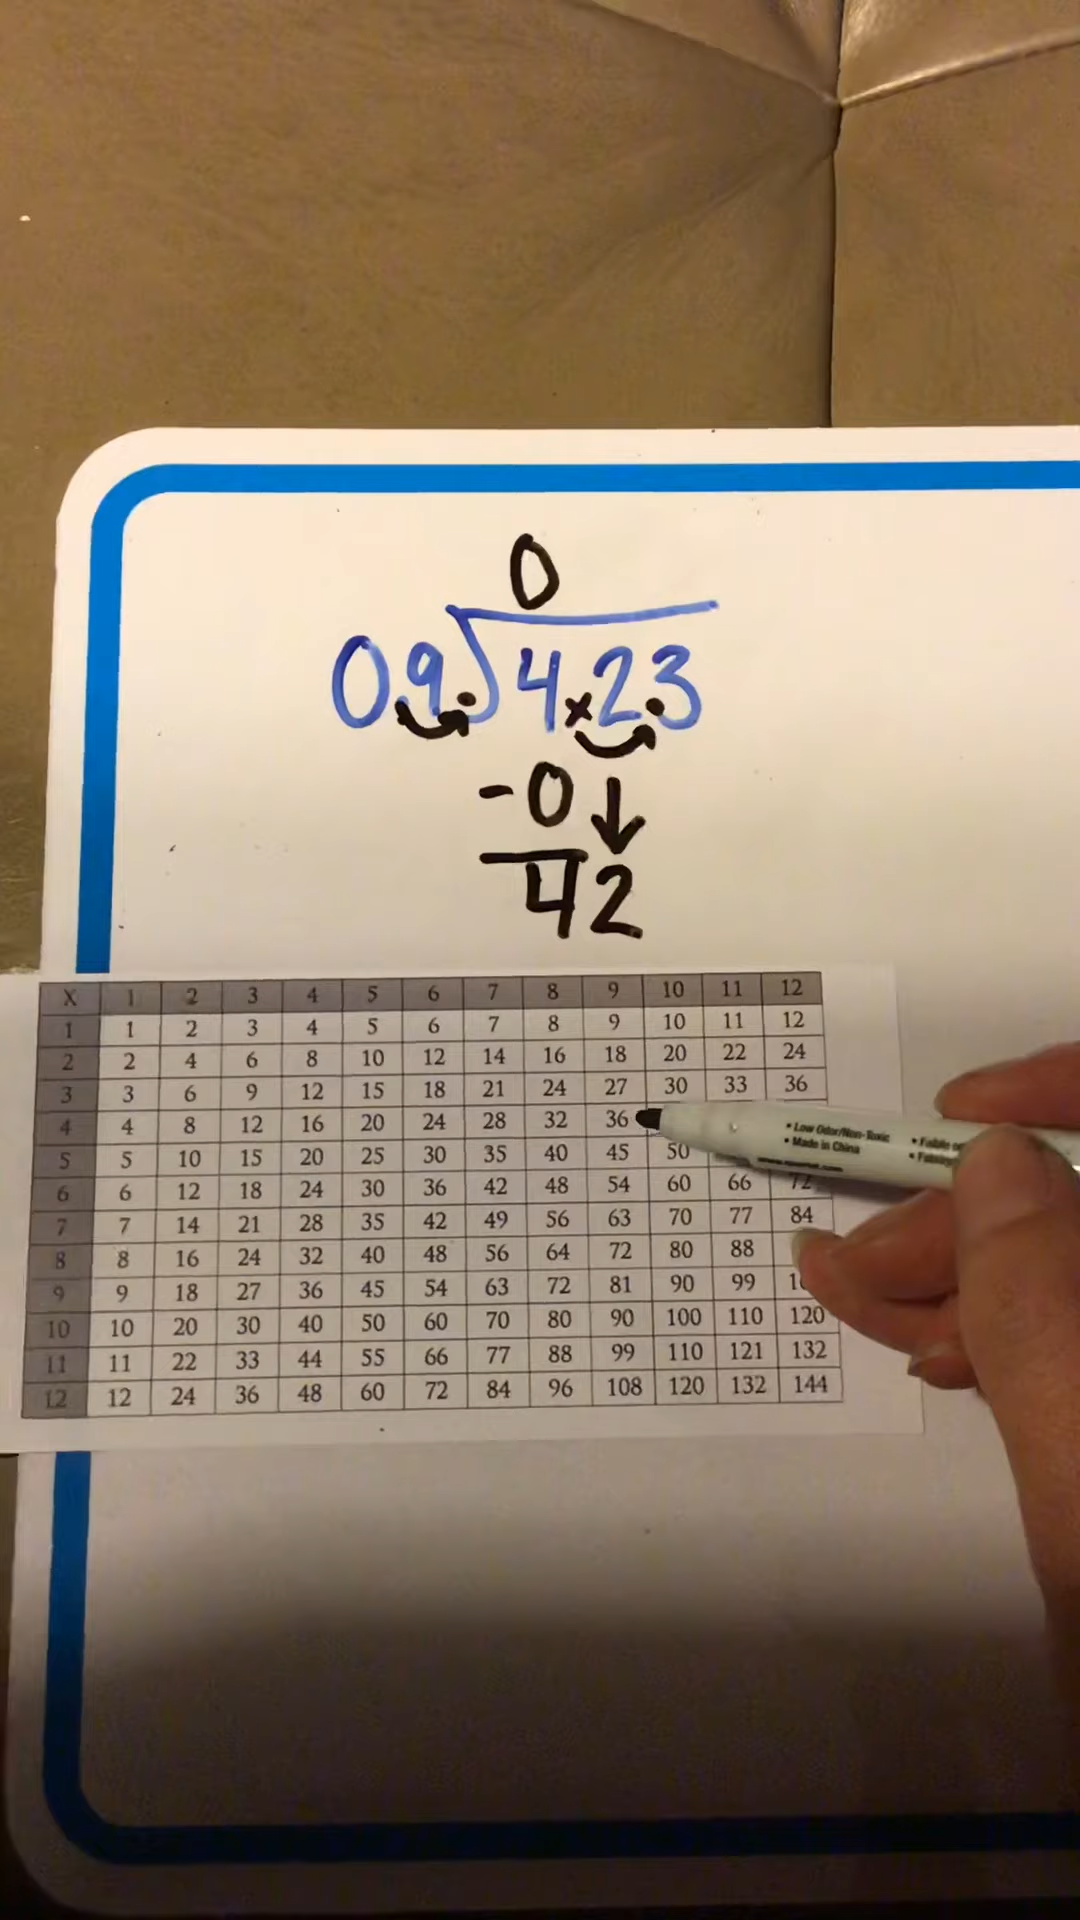 0
0.9.)4.2.3
-0↓
42
X 1 2 3 4 5 6 7 8 9 10 11 12
1 1 2 3 4 5 6 7 8 9 10 11 12
2 2 4 6 8 10 12 14 16 18 20 22 24
3 3 6 9 12 15 18 21 24 27 30 33 36
4 4 8 12 16 20 24 28 32 36
5 5 10 15 20 25 30 35 40 45 50
6 6 12 18 24 30 36 42 48 54 60 66 72
7 7 14 21 28 35 42 49 56 63 70 77 84
8 8 16 24 32 40 48 56 64 72 80 88
9 9 18 27 36 45 54 63 72 81 90 99
10 10 20 30 40 50 60 70 80 90 100 110 120
11 11 22 33 44 55 66 77 88 99 110 121 132
12 12 24 36 48 60 72 84 96 108 120 132 144
• Low Odor/Non-Toxic
• Made in China